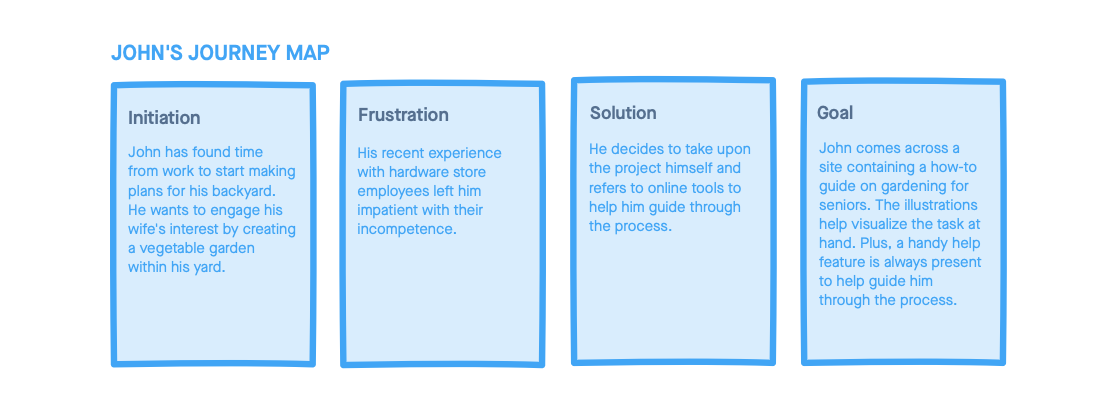 JOHN'S JOURNEY MAP
Initiation
John has found time
from work to start making
plans for his backyard.
He wants to engage his
wife's interest by creating
a vegetable garden
within his yard.
Frustration
His recent experience
with hardware store
employees left him
impatient with their
incompetence.
Solution
He decides to take upon
the project himself and
refers to online tools to
help him guide through
the process.
Goal
John comes across a
site containing a how-to
guide on gardening for
seniors. The illustrations
help visualize the task at
hand. Plus, a handy help
feature is always present
to help guide him
through the process.